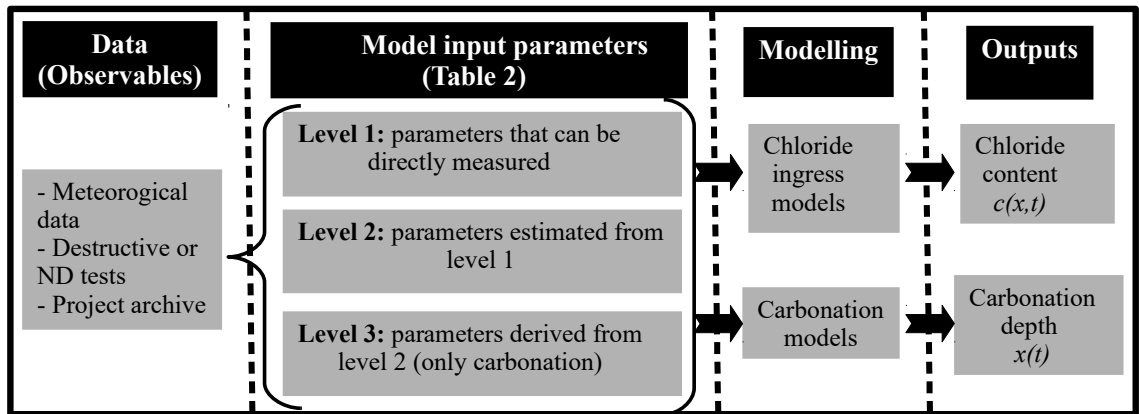 Data
(Observables)
Model input parameters
(Table 2)
Modelling
Outputs
- Meteorogical
data
- Destructive or
ND tests
- Project archive
Level 1: parameters that can be
directly measured
Level 2: parameters estimated from
level 1
Level 3: parameters derived from
level 2 (only carbonation)
Chloride
ingress
models
Carbonation
models
Chloride
content
c(x,t)
Carbonation
depth
x(t)